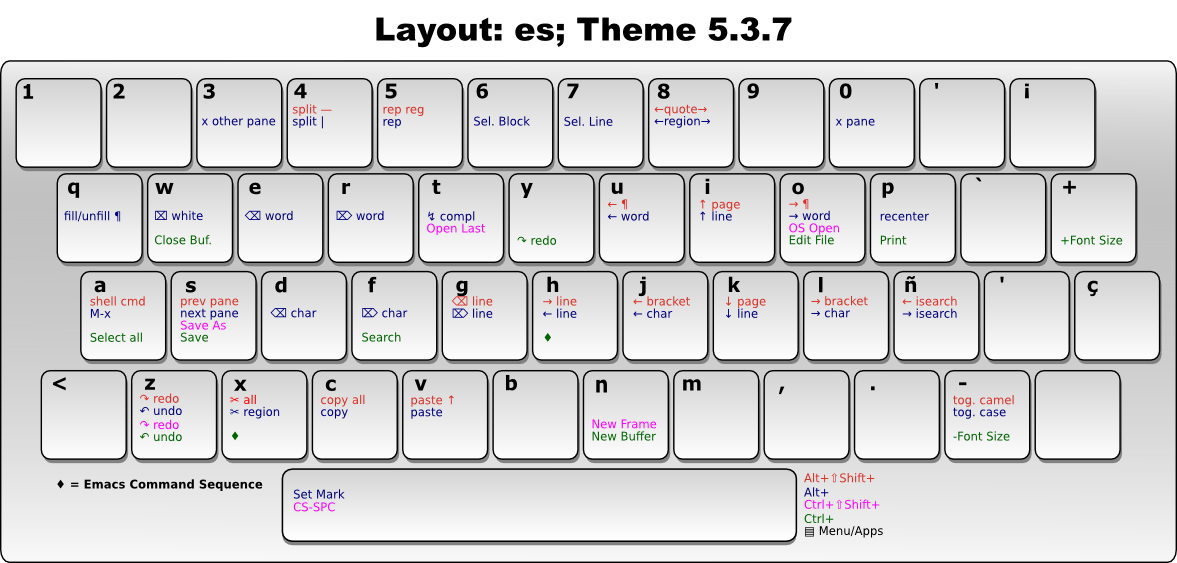 Layout: es; Theme 5.3.7
1
2
3
x other pane
4
split —
split |
5
rep reg
rep
6
Sel. Block
7
Sel. Line
8
←quote→
←region→
9
0
x pane
'
i
q
fill/unfill ¶
w
⌧ white
Close Buf.
e
⌫ word
r
⌦ word
t
↯ compl
Open Last
y
↷ redo
u
← ¶
← word
i
↑ page
↑ line
o
→ ¶
→ word
OS Open
Edit File
p
recenter
Print
`
+
+Font Size
a
shell cmd
M-x
Select all
s
prev pane
next pane
Save As
Save
d
⌫ char
f
⌦ char
Search
g
⌫ line
⌦ line
h
→ line
← line
♦
j
← bracket
← char
k
↓ page
↓ line
l
→ bracket
→ char
ñ
← isearch
→ isearch
'
ç
<
z
↷ redo
↶ undo
↷ redo
↶ undo
x
✂ all
✂ region
♦
c
copy all
copy
v
paste ↑
paste
b
n
New Frame
New Buffer
m
,
.
-
tog. camel
tog. case
-Font Size
♦ = Emacs Command Sequence
Set Mark
CS-SPC
Alt+⇧Shift+
Alt+
Ctrl+⇧Shift+
Ctrl+
▤ Menu/Apps